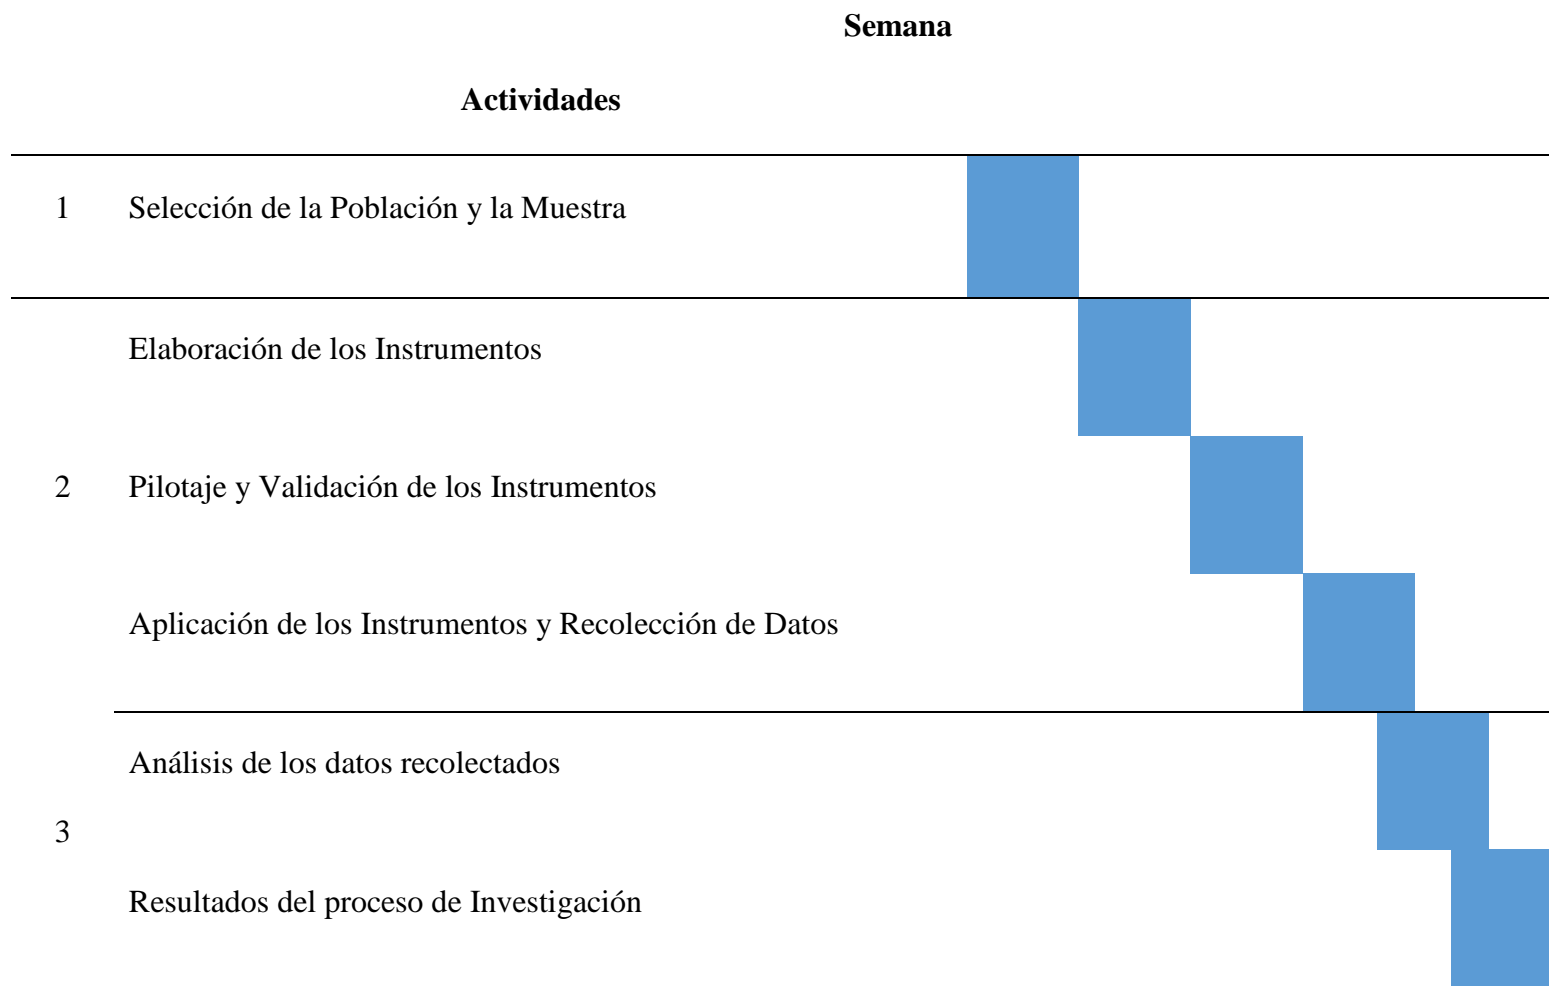 Semana
Actividades
1 Selección de la Población y la Muestra
Elaboración de los Instrumentos
2 Pilotaje y Validación de los Instrumentos
Aplicación de los Instrumentos y Recolección de Datos
Análisis de los datos recolectados
3
Resultados del proceso de Investigación